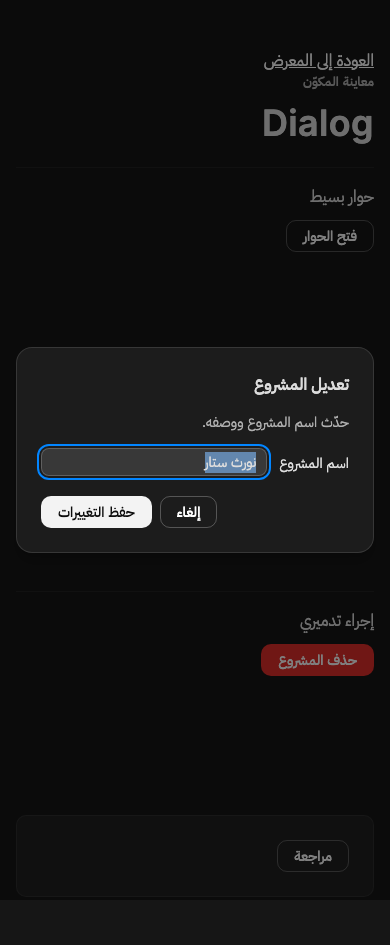 العودة إلى المعرض
معاينة المكوّن
Dialog
حوار بسيط
فتح الحوار
تعديل المشروع
حدّث اسم المشروع ووصفه.
اسم المشروع نورث ستار
إلغاء حفظ التغييرات
إجراء تدميري
حذف المشروع
مراجعة